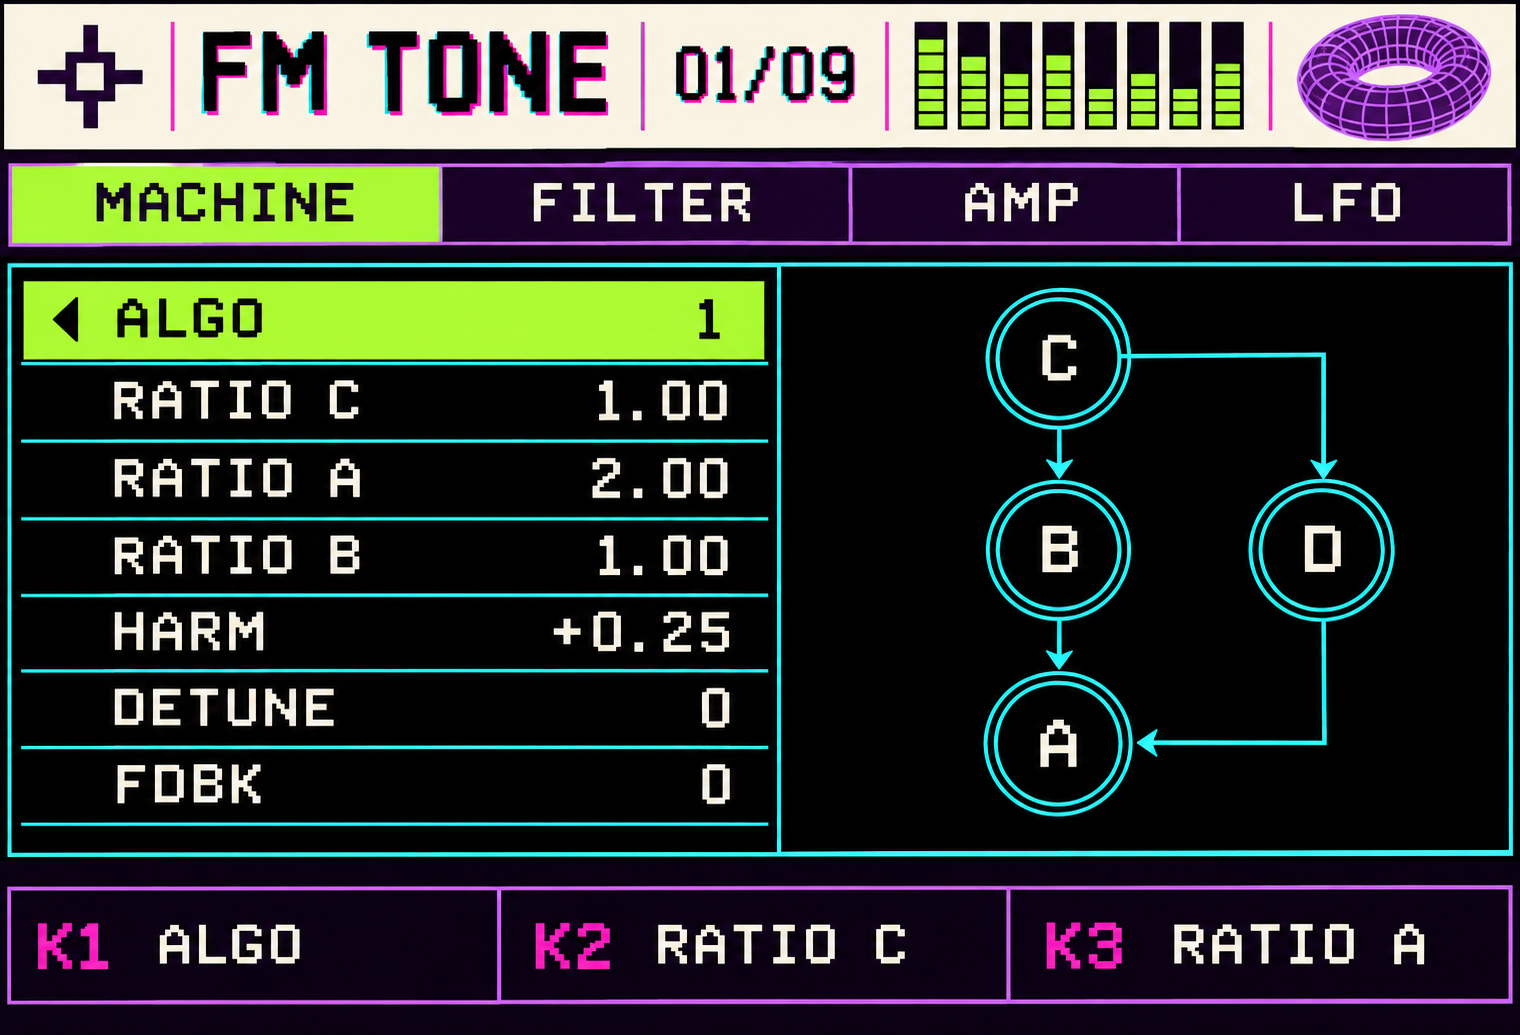 FM TONE
01/09
MACHINE
FILTER
AMP
LFO
ALGO 1
RATIO C 1.00
RATIO A 2.00
RATIO B 1.00
HARM +0.25
DETUNE 0
FDBK 0
C
B
D
A
K1 ALGO
K2 RATIO C
K3 RATIO A